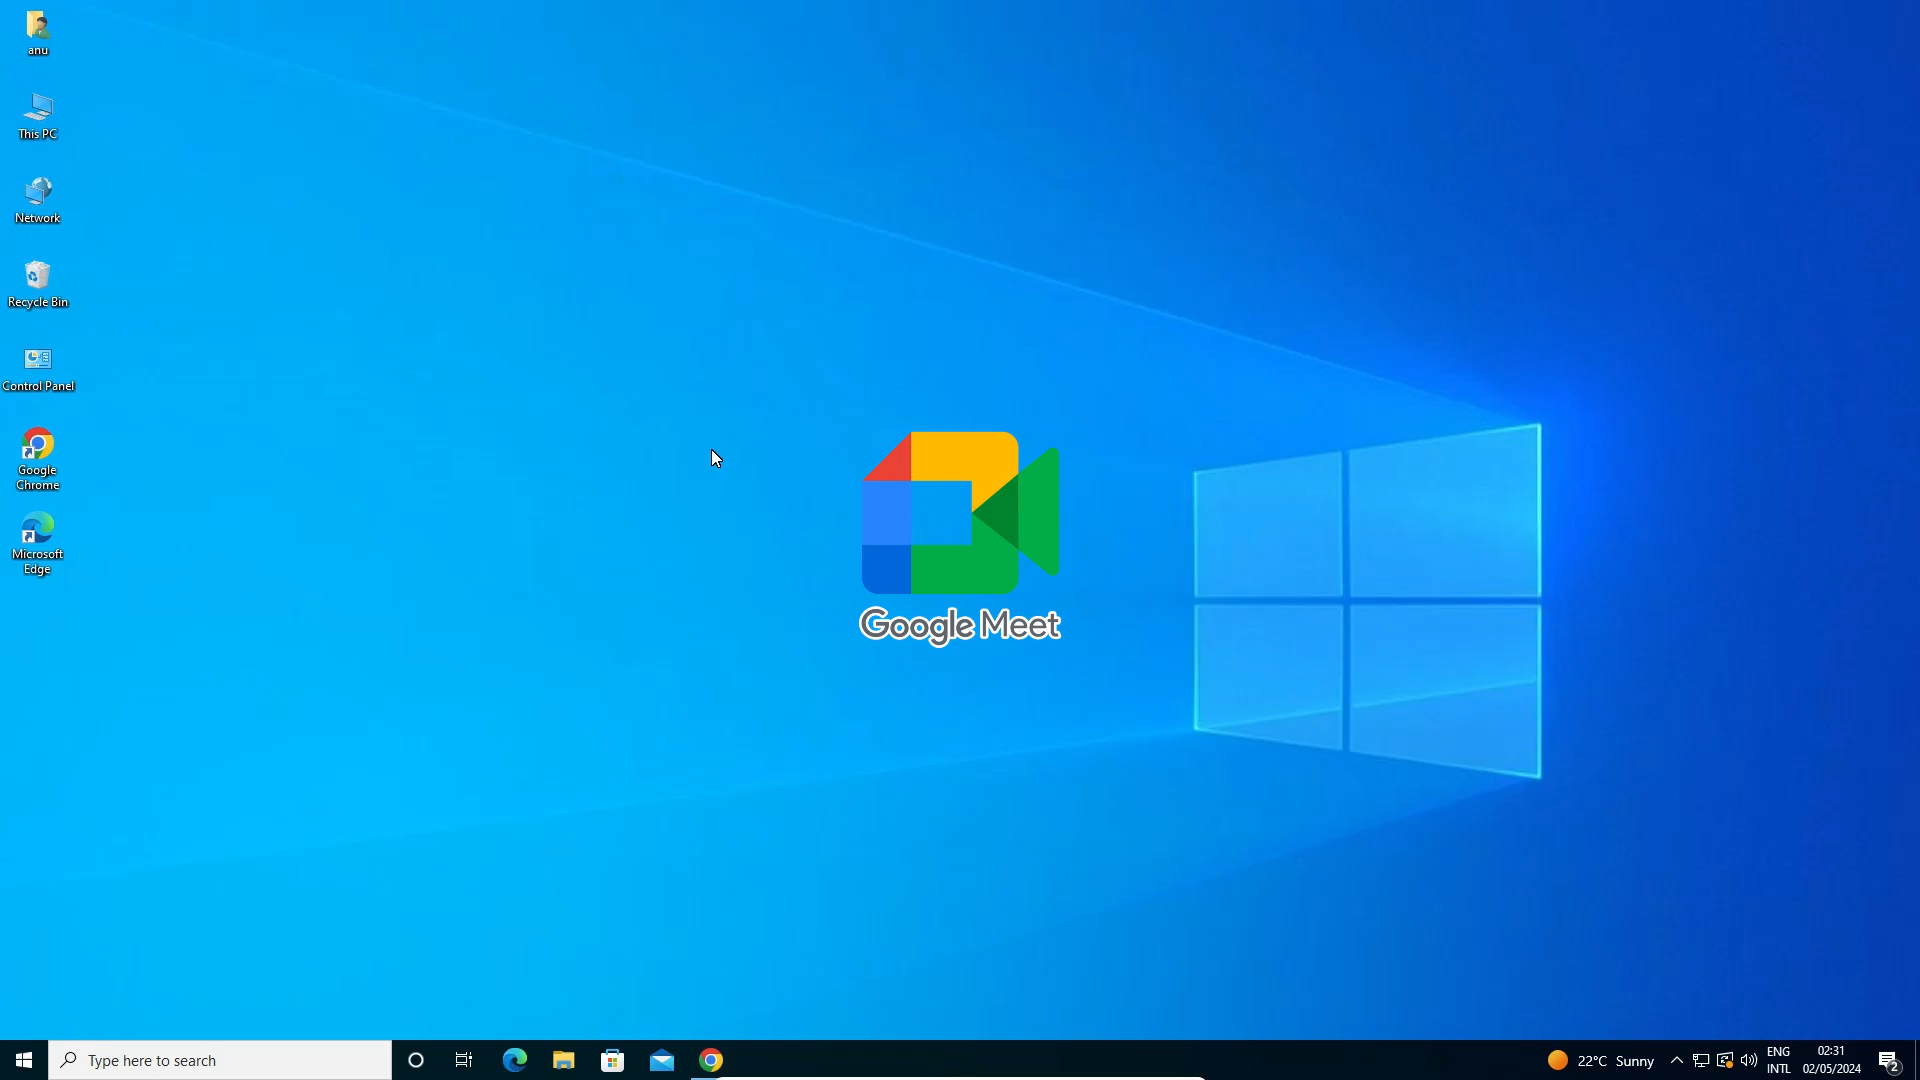 anu
This PC
Network
Recycle Bin
Control Panel
Google
Chrome
Microsoft
Edge
Google Meet
Type here to search
22°C Sunny
ENG
INTL
02:31
02/05/2024
2